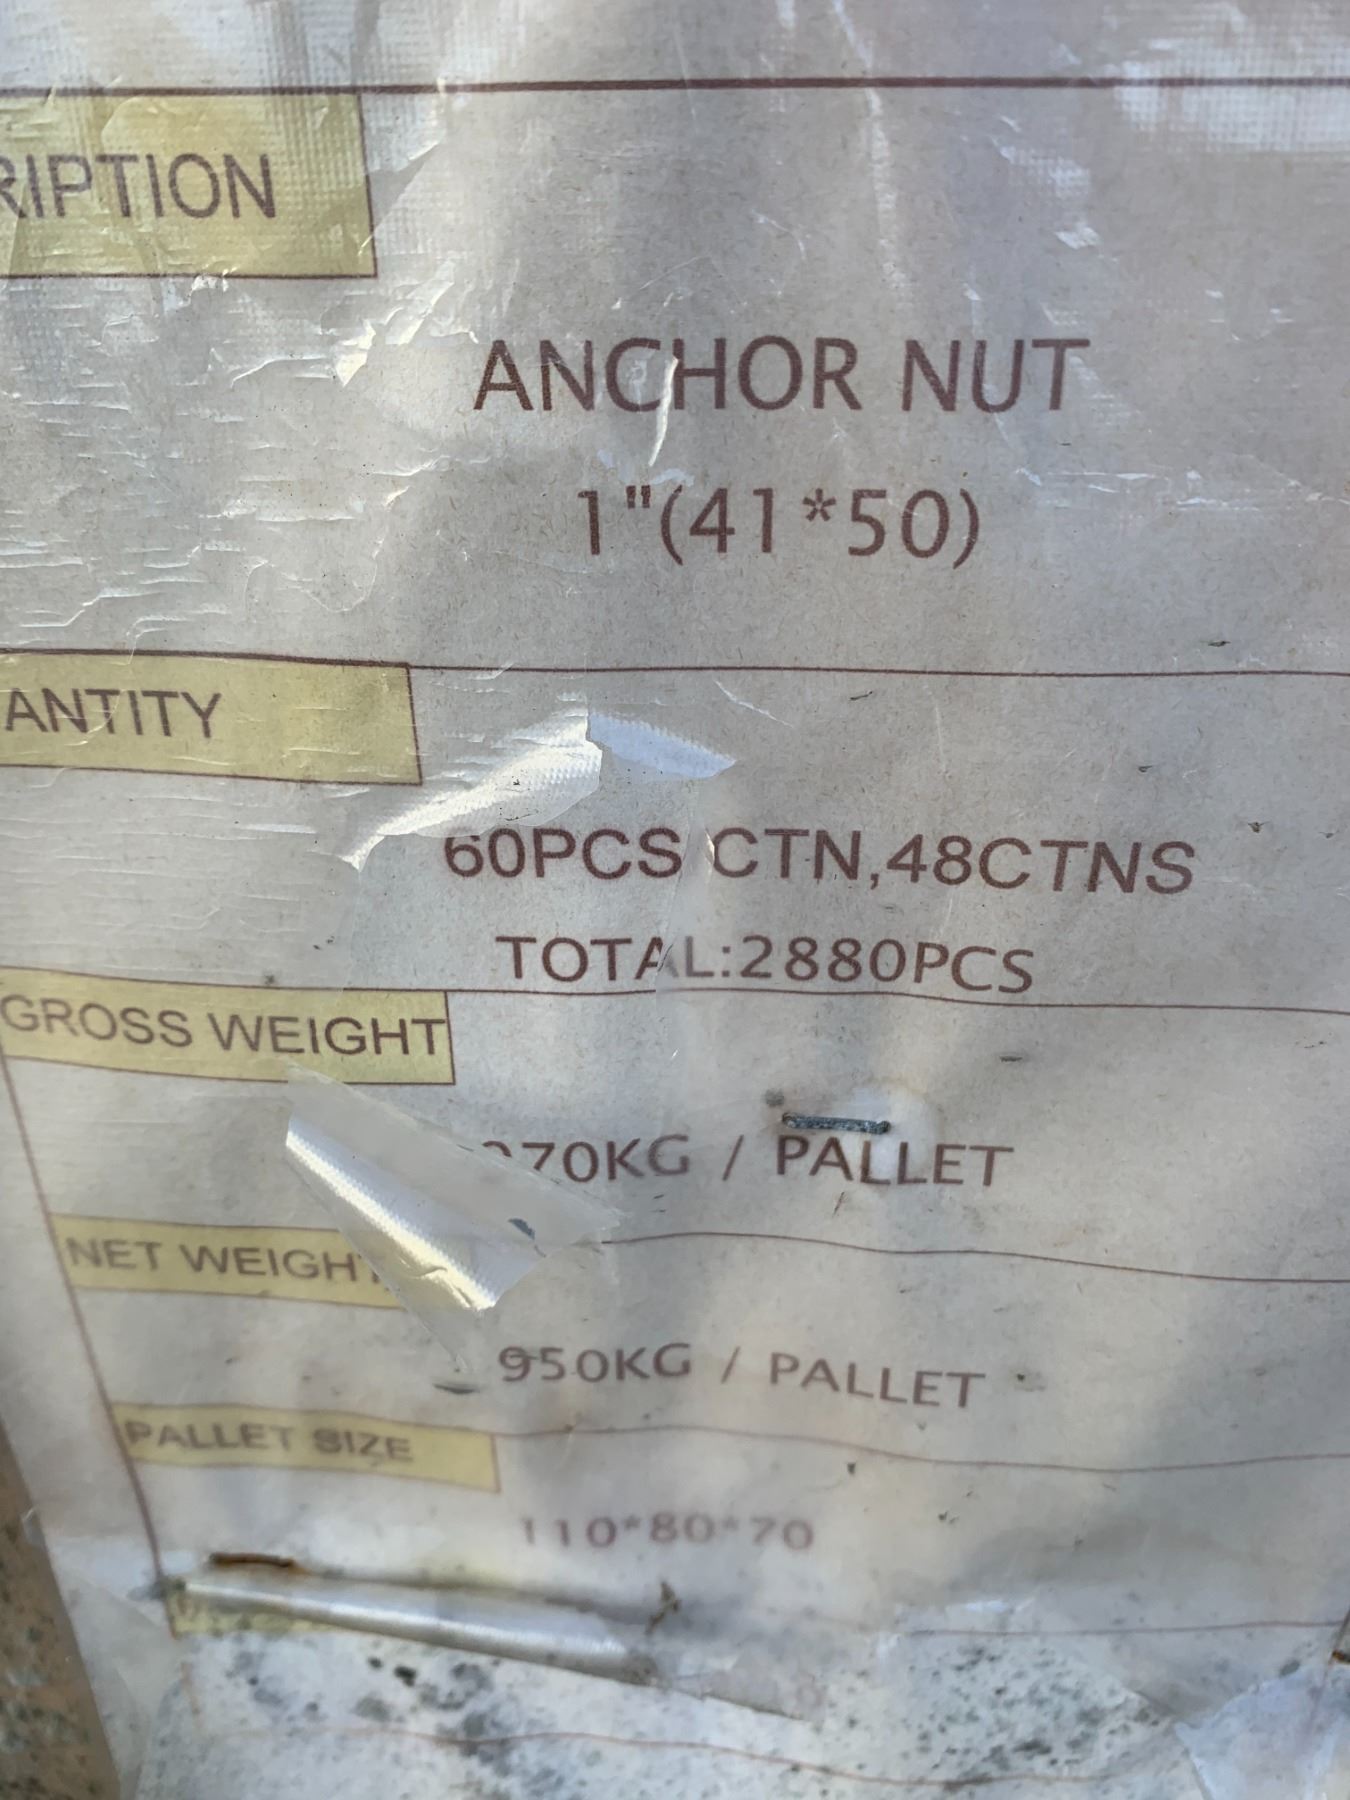 RIPTION
ANCHOR NUT
1"(41*50)
ANTITY
60PCS CTN,48CTNS
TOTAL:2880PCS
GROSS WEIGHT
70KG / PALLET
NET WEIGHT
950KG / PALLET
PALLET SIZE
110*80*70